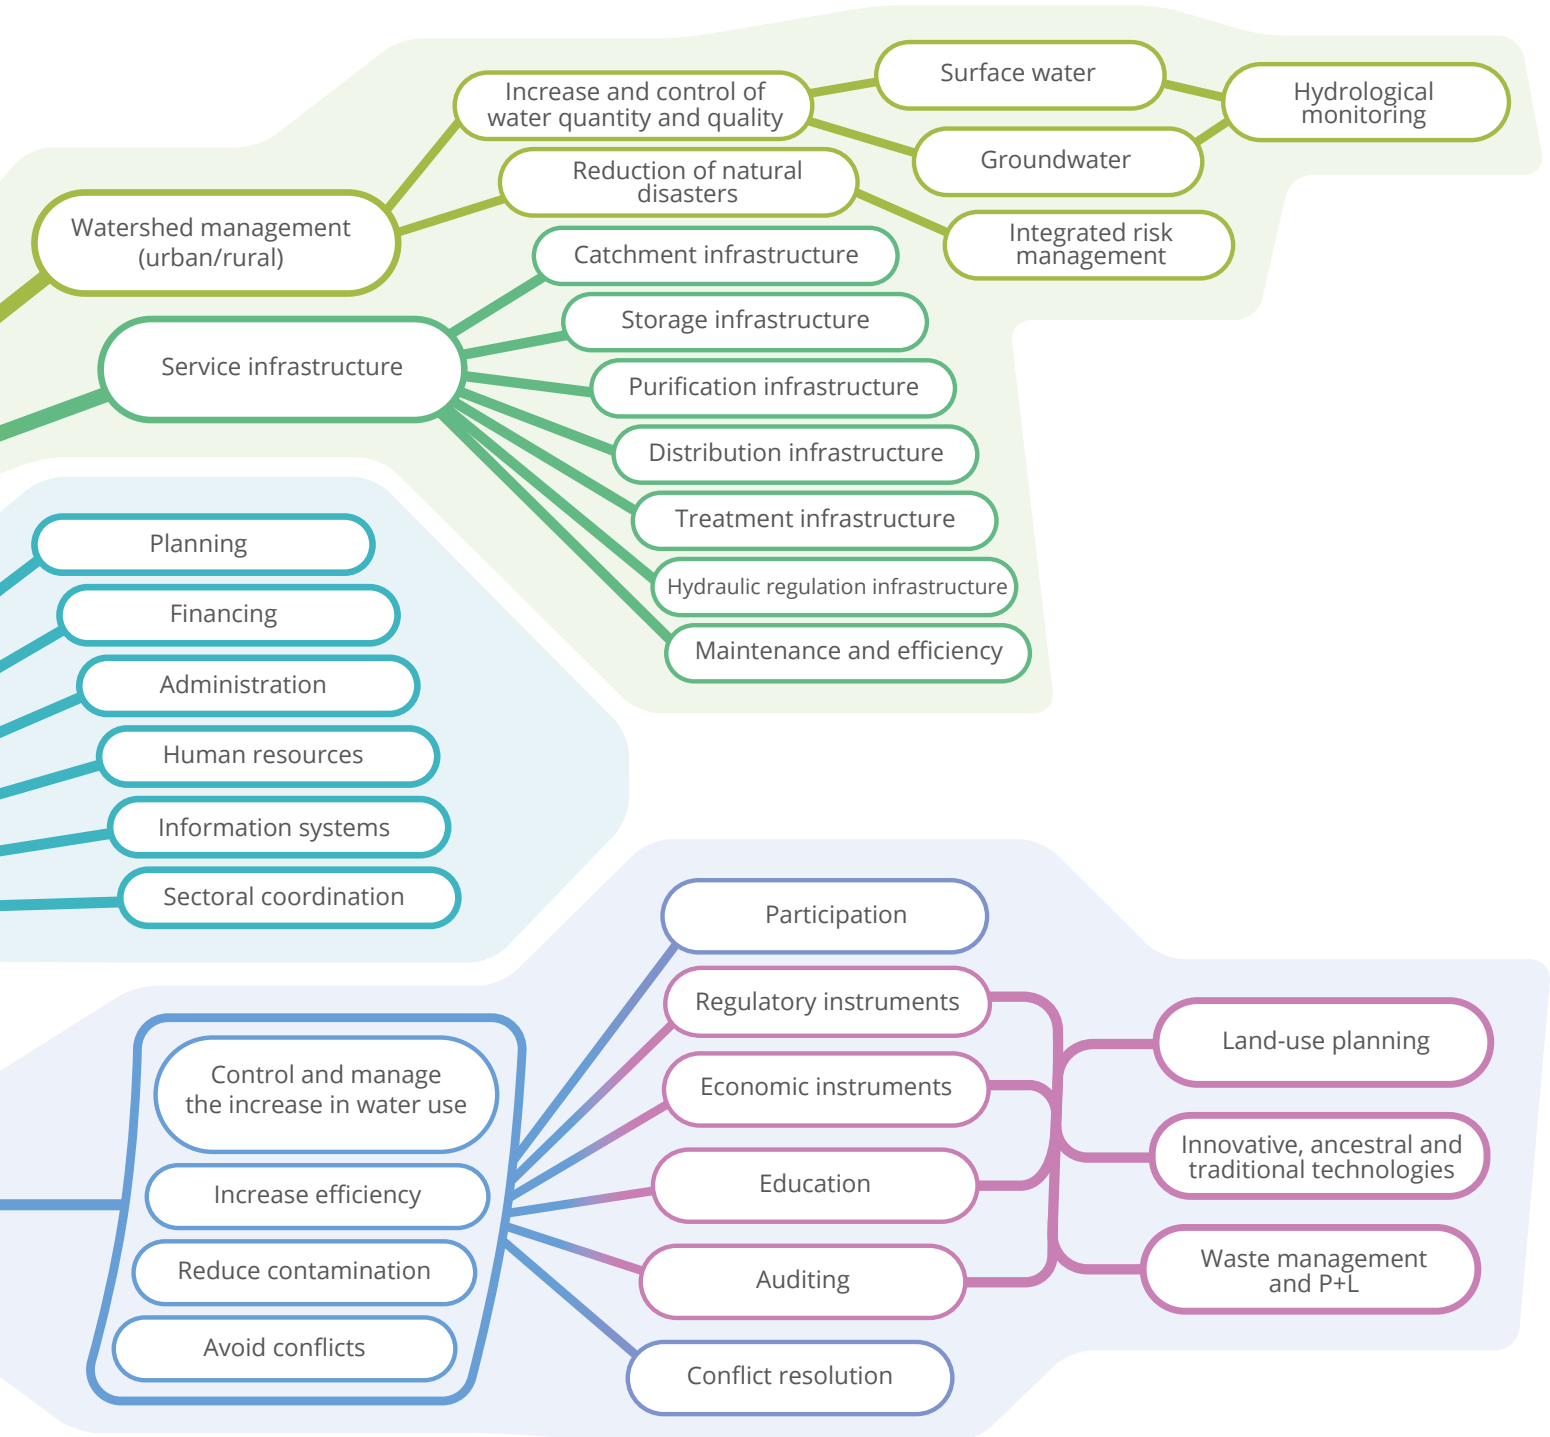 Watershed management
(urban/rural)
Increase and control of
water quantity and quality
Reduction of natural
disasters
Surface water
Groundwater
Hydrological
monitoring
Integrated risk
management
Service infrastructure
Catchment infrastructure
Storage infrastructure
Purification infrastructure
Distribution infrastructure
Treatment infrastructure
Hydraulic regulation infrastructure
Maintenance and efficiency
Planning
Financing
Administration
Human resources
Information systems
Sectoral coordination
Control and manage
the increase in water use
Increase efficiency
Reduce contamination
Avoid conflicts
Participation
Regulatory instruments
Economic instruments
Education
Auditing
Conflict resolution
Land-use planning
Innovative, ancestral and
traditional technologies
Waste management
and P+L